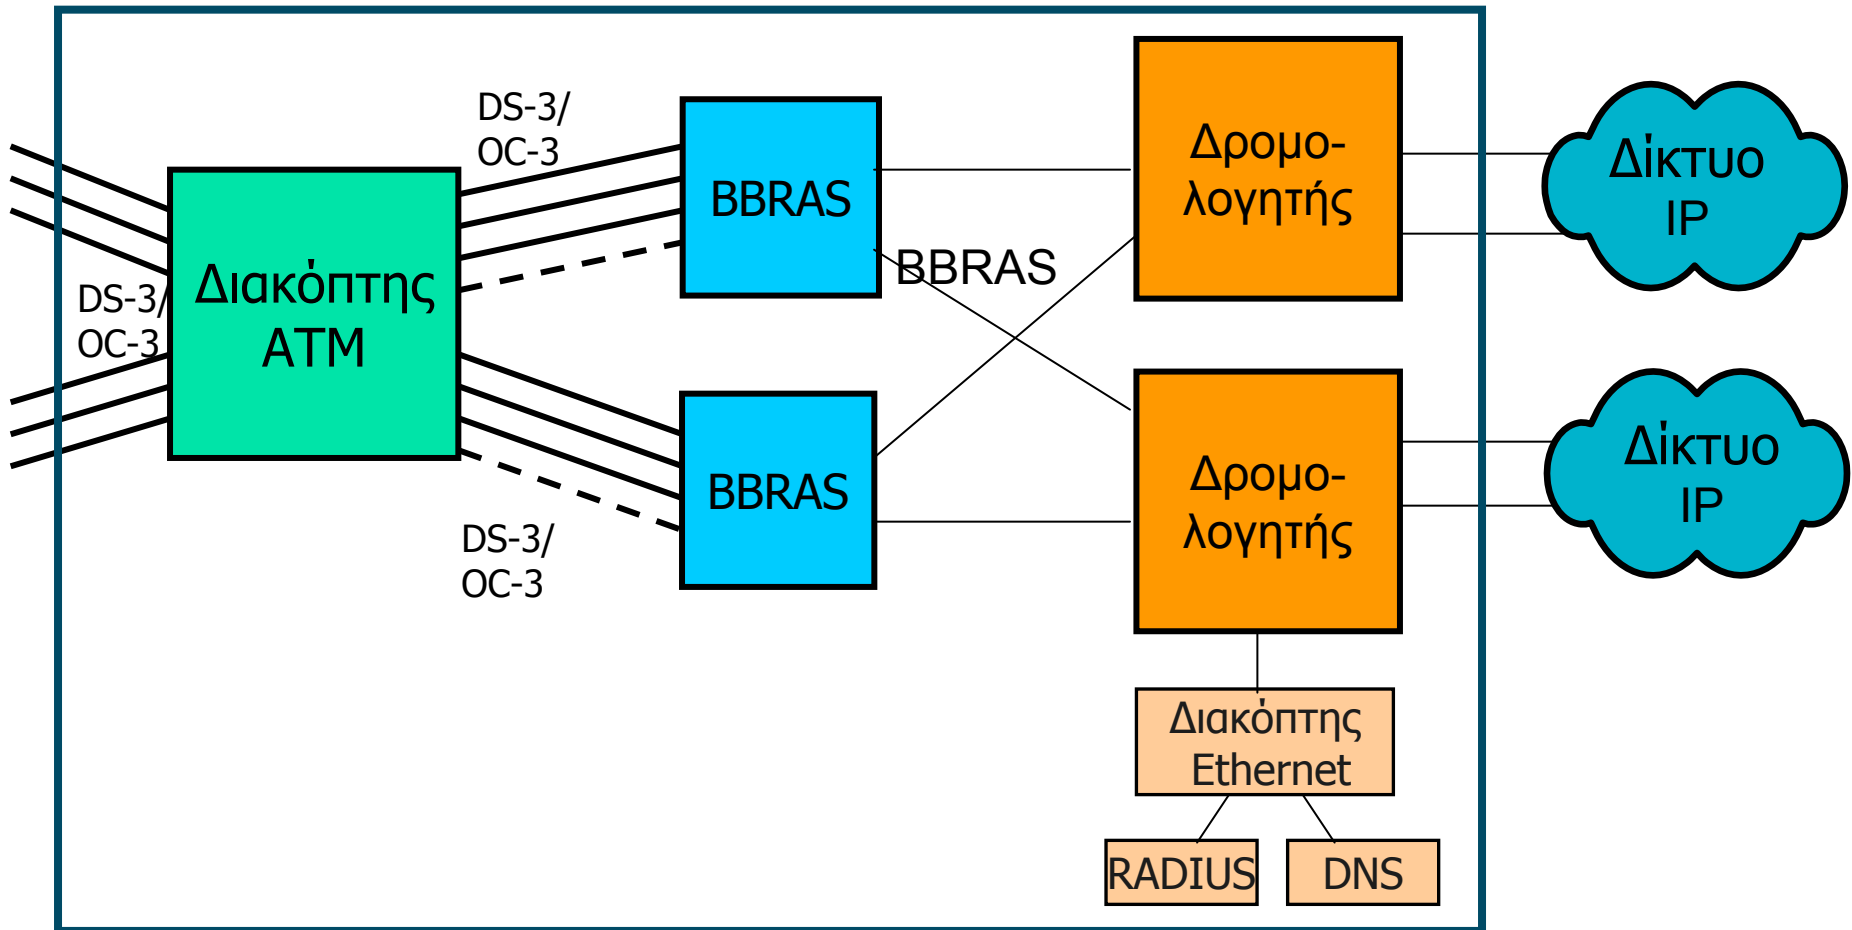 DS-3/
OC-3
BBRAS
Δρομο-
λογητής
Δίκτυο
IP
Διακόπτης
ATM
BBRAS
DS-3/
OC-3
BBRAS
Δρομο-
λογητής
Δίκτυο
IP
DS-3/
OC-3
Διακόπτης
Ethernet
RADIUS
DNS